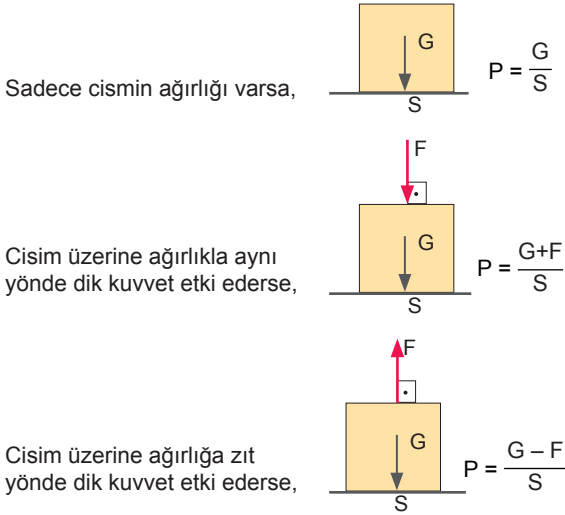 G
P = G/S
Sadece cismin ağırlığı varsa,
S
F
G
Cisim üzerine ağırlıkla aynı
yönde dik kuvvet etki ederse,
P = G+F/S
S
F
G
Cisim üzerine ağırlığa zıt
yönde dik kuvvet etki ederse,
P = G – F/S
S